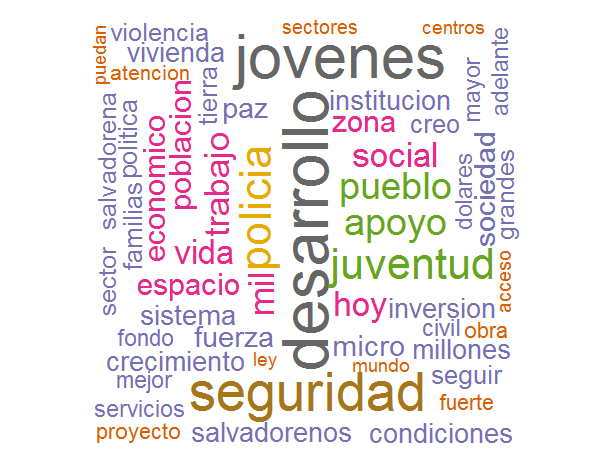 sectores
centros
violencia
jovenes
puedan
vivienda
atencion
tierra
paz
institucion
mayor
adelante
zona
creo
salvadorena
politica
economico
poblacion
trabajo
policia
desarrollo
social
pueblo
dolares
sociedad
grandes
apoyo
familias
vida
juventud
sector
espacio
mil
hoy
inversion
acceso
sistema
fondo
fuerza
civil
obra
micro
millones
crecimiento
ley
mundo
mejor
seguridad
seguir
servicios
fuerte
proyecto
salvadorenos
condiciones